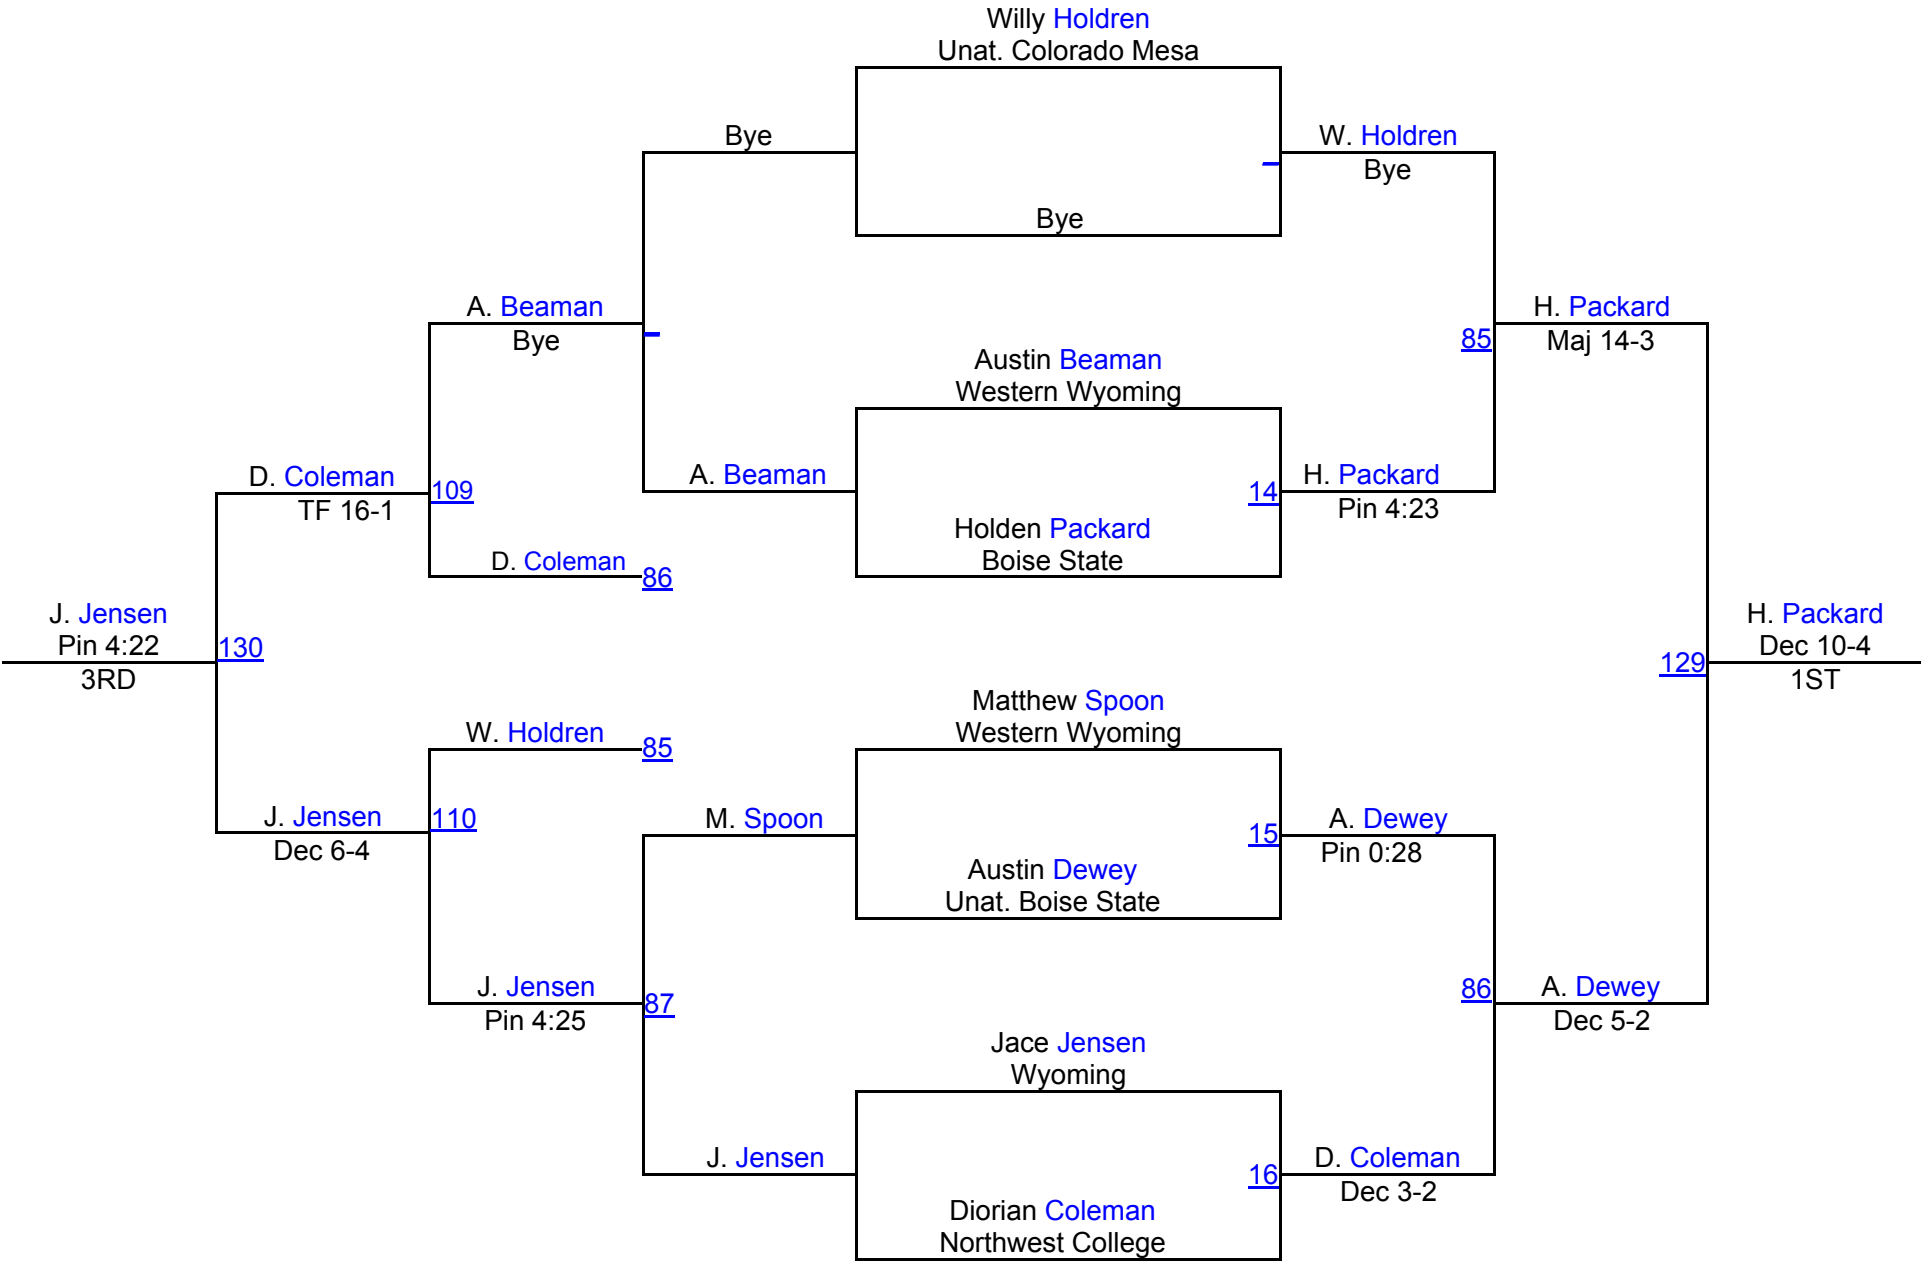 Willy Holdren
Unat. Colorado Mesa
Bye
W. Holdren
Bye
Bye
A. Beaman
Bye
H. Packard
Maj 14-3
85
Austin Beaman
Western Wyoming
D. Coleman
TF 16-1
109
A. Beaman
14
H. Packard
Pin 4:23
Holden Packard
Boise State
D. Coleman
86
J. Jensen
Pin 4:22
3RD
130
H. Packard
Dec 10-4
1ST
129
Matthew Spoon
Western Wyoming
W. Holdren
85
J. Jensen
Dec 6-4
110
M. Spoon
15
A. Dewey
Pin 0:28
Austin Dewey
Unat. Boise State
J. Jensen
Pin 4:25
87
86
A. Dewey
Dec 5-2
Jace Jensen
Wyoming
J. Jensen
16
D. Coleman
Dec 3-2
Diorian Coleman
Northwest College